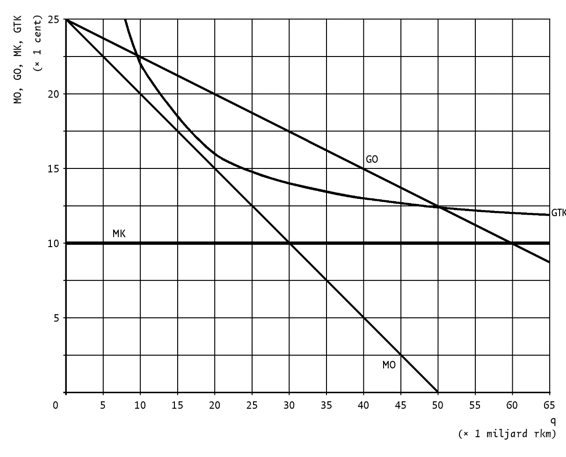 MO, GO, MK, GTK
(× 1 cent)
25
20
15
10
5
GO
GTK
MK
MO
0 5 10 15 20 25 30 35 40 45 50 55 60 65
q
(× 1 miljard rkm)